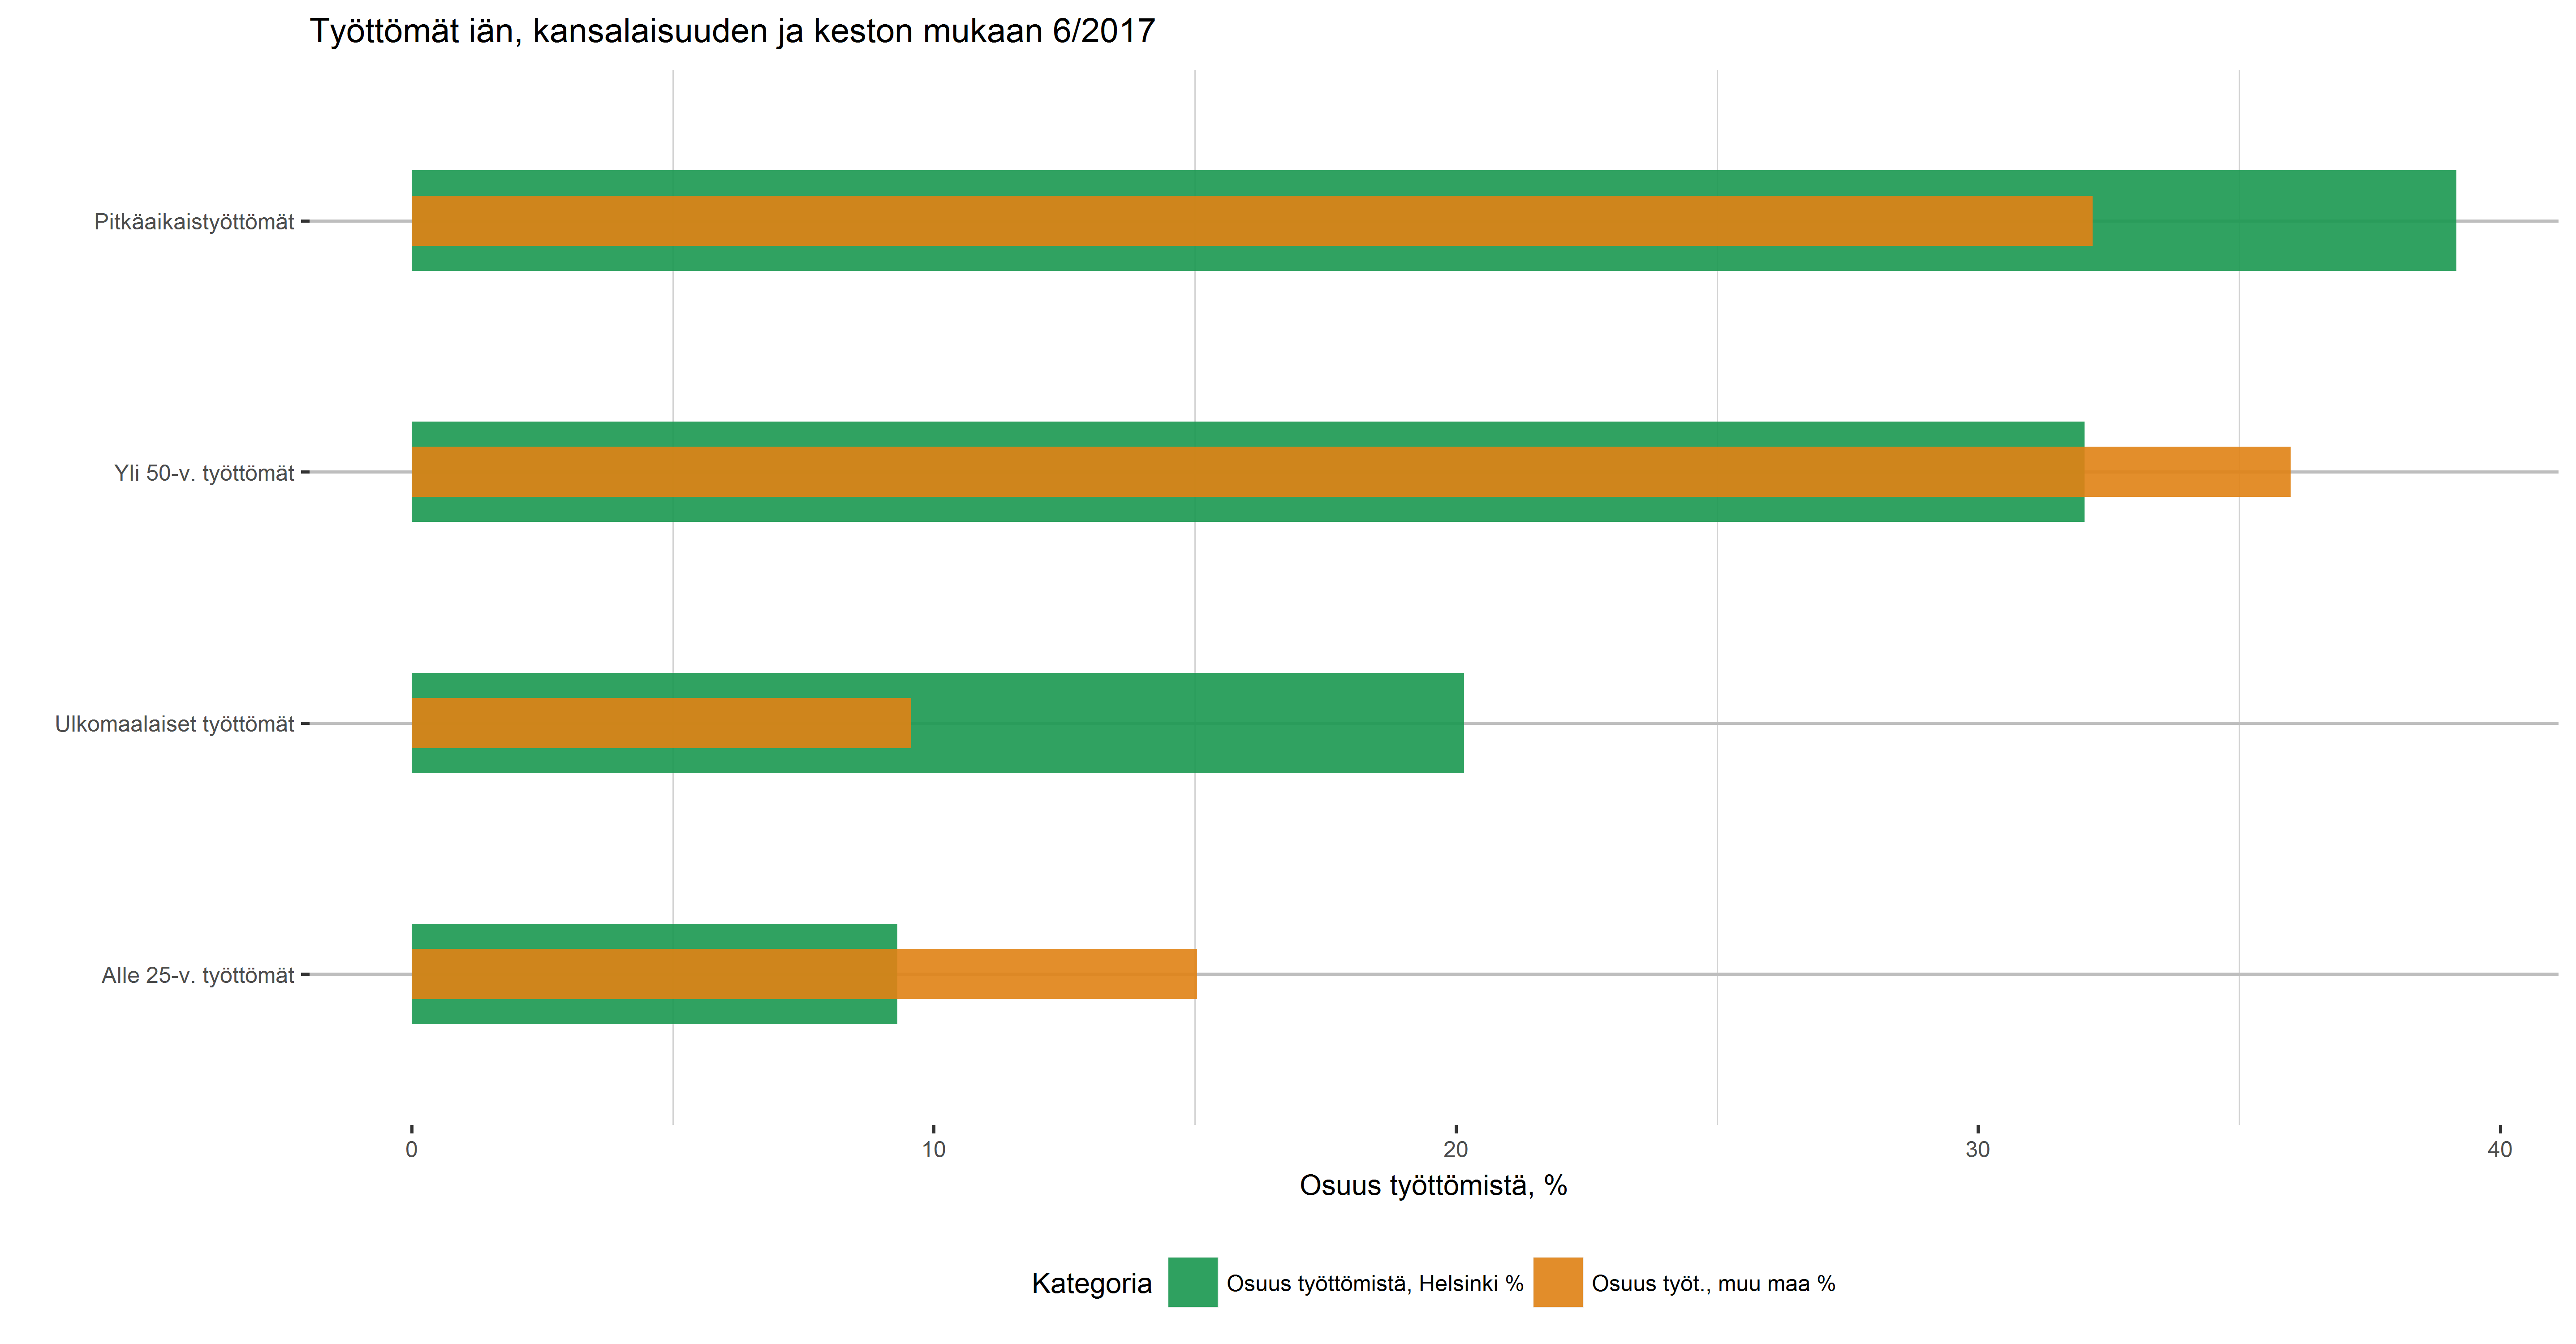 Työttömät iän, kansalaisuuden ja keston mukaan 6/2017
Pitkäaikaistyöttömät
Yli 50-v. työttömät
Ulkomaalaiset työttömät
Alle 25-v. työttömät
0 10 20 30 40
Osuus työttömistä, %
Kategoria Osuus työttömistä, Helsinki % Osuus työt., muu maa %